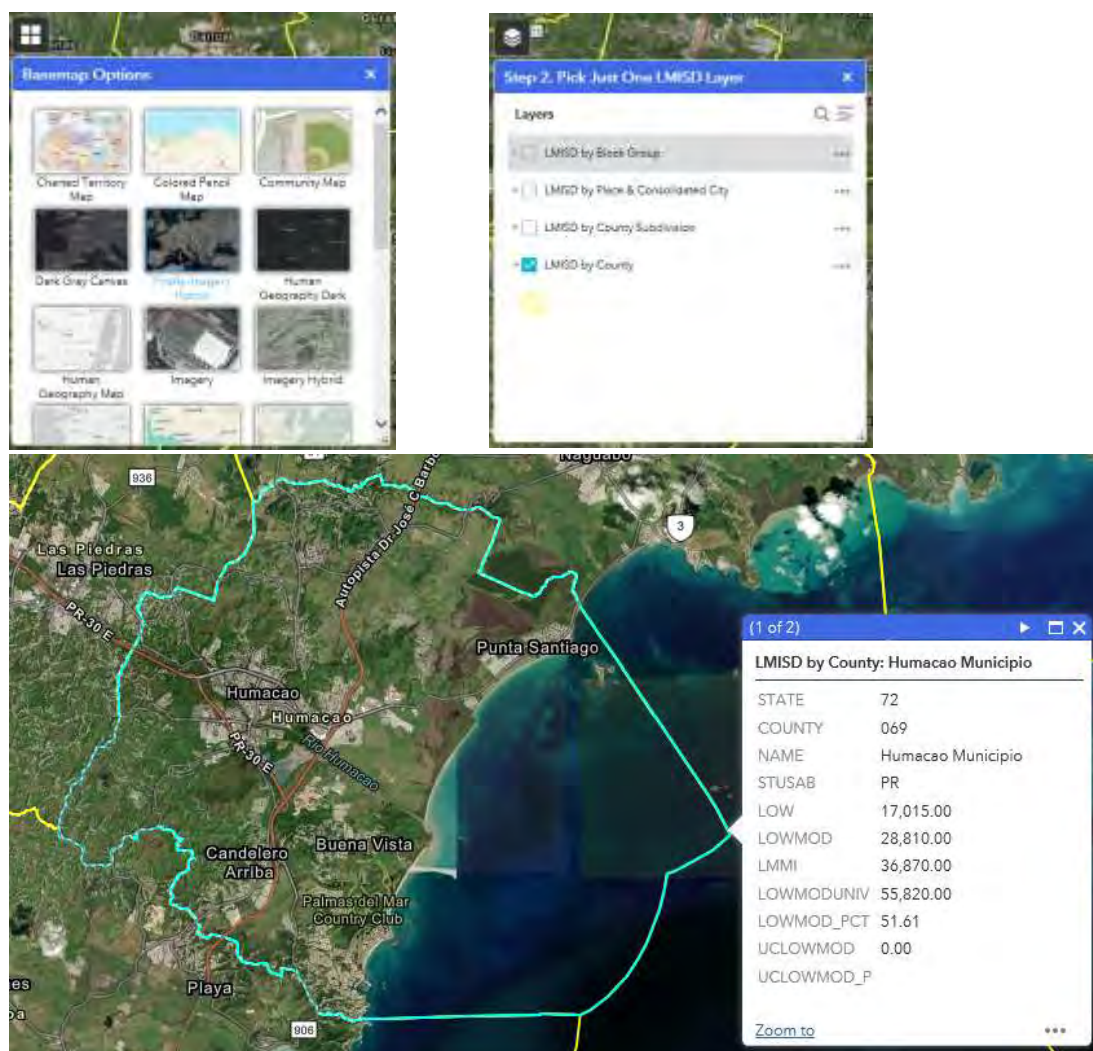 Basemap Options
Charted Territory Map
Colored Pencil Map
Community Map
Dark Gray Canvas
Firefly Imagery Hybrid
Human Geography Dark
Human Geography Map
Imagery
Imagery Hybrid
Step 2. Pick Just One LMISD Layer
Layers
LMISD by Block Group
LMISD by Place & Consolidated City
LMISD by County Subdivision
LMISD by County
936
Naguabo
3
Las Piedras
Las Piedras
Autopista Dr José C Barbo
PR-30 E
Punta Santiago
Humacao
Humacao
PR-30 E
Río Humacao
Candelero Arriba
Buena Vista
Palmas del Mar Country Club
Playa
906
(1 of 2)
LMISD by County: Humacao Municipio
STATE 72
COUNTY 069
NAME Humacao Municipio
STUSAB PR
LOW 17,015.00
LOWMOD 28,810.00
LMMI 36,870.00
LOWMODUNIV 55,820.00
LOWMOD_PCT 51.61
UCLOWMOD 0.00
UCLOWMOD_P
Zoom to